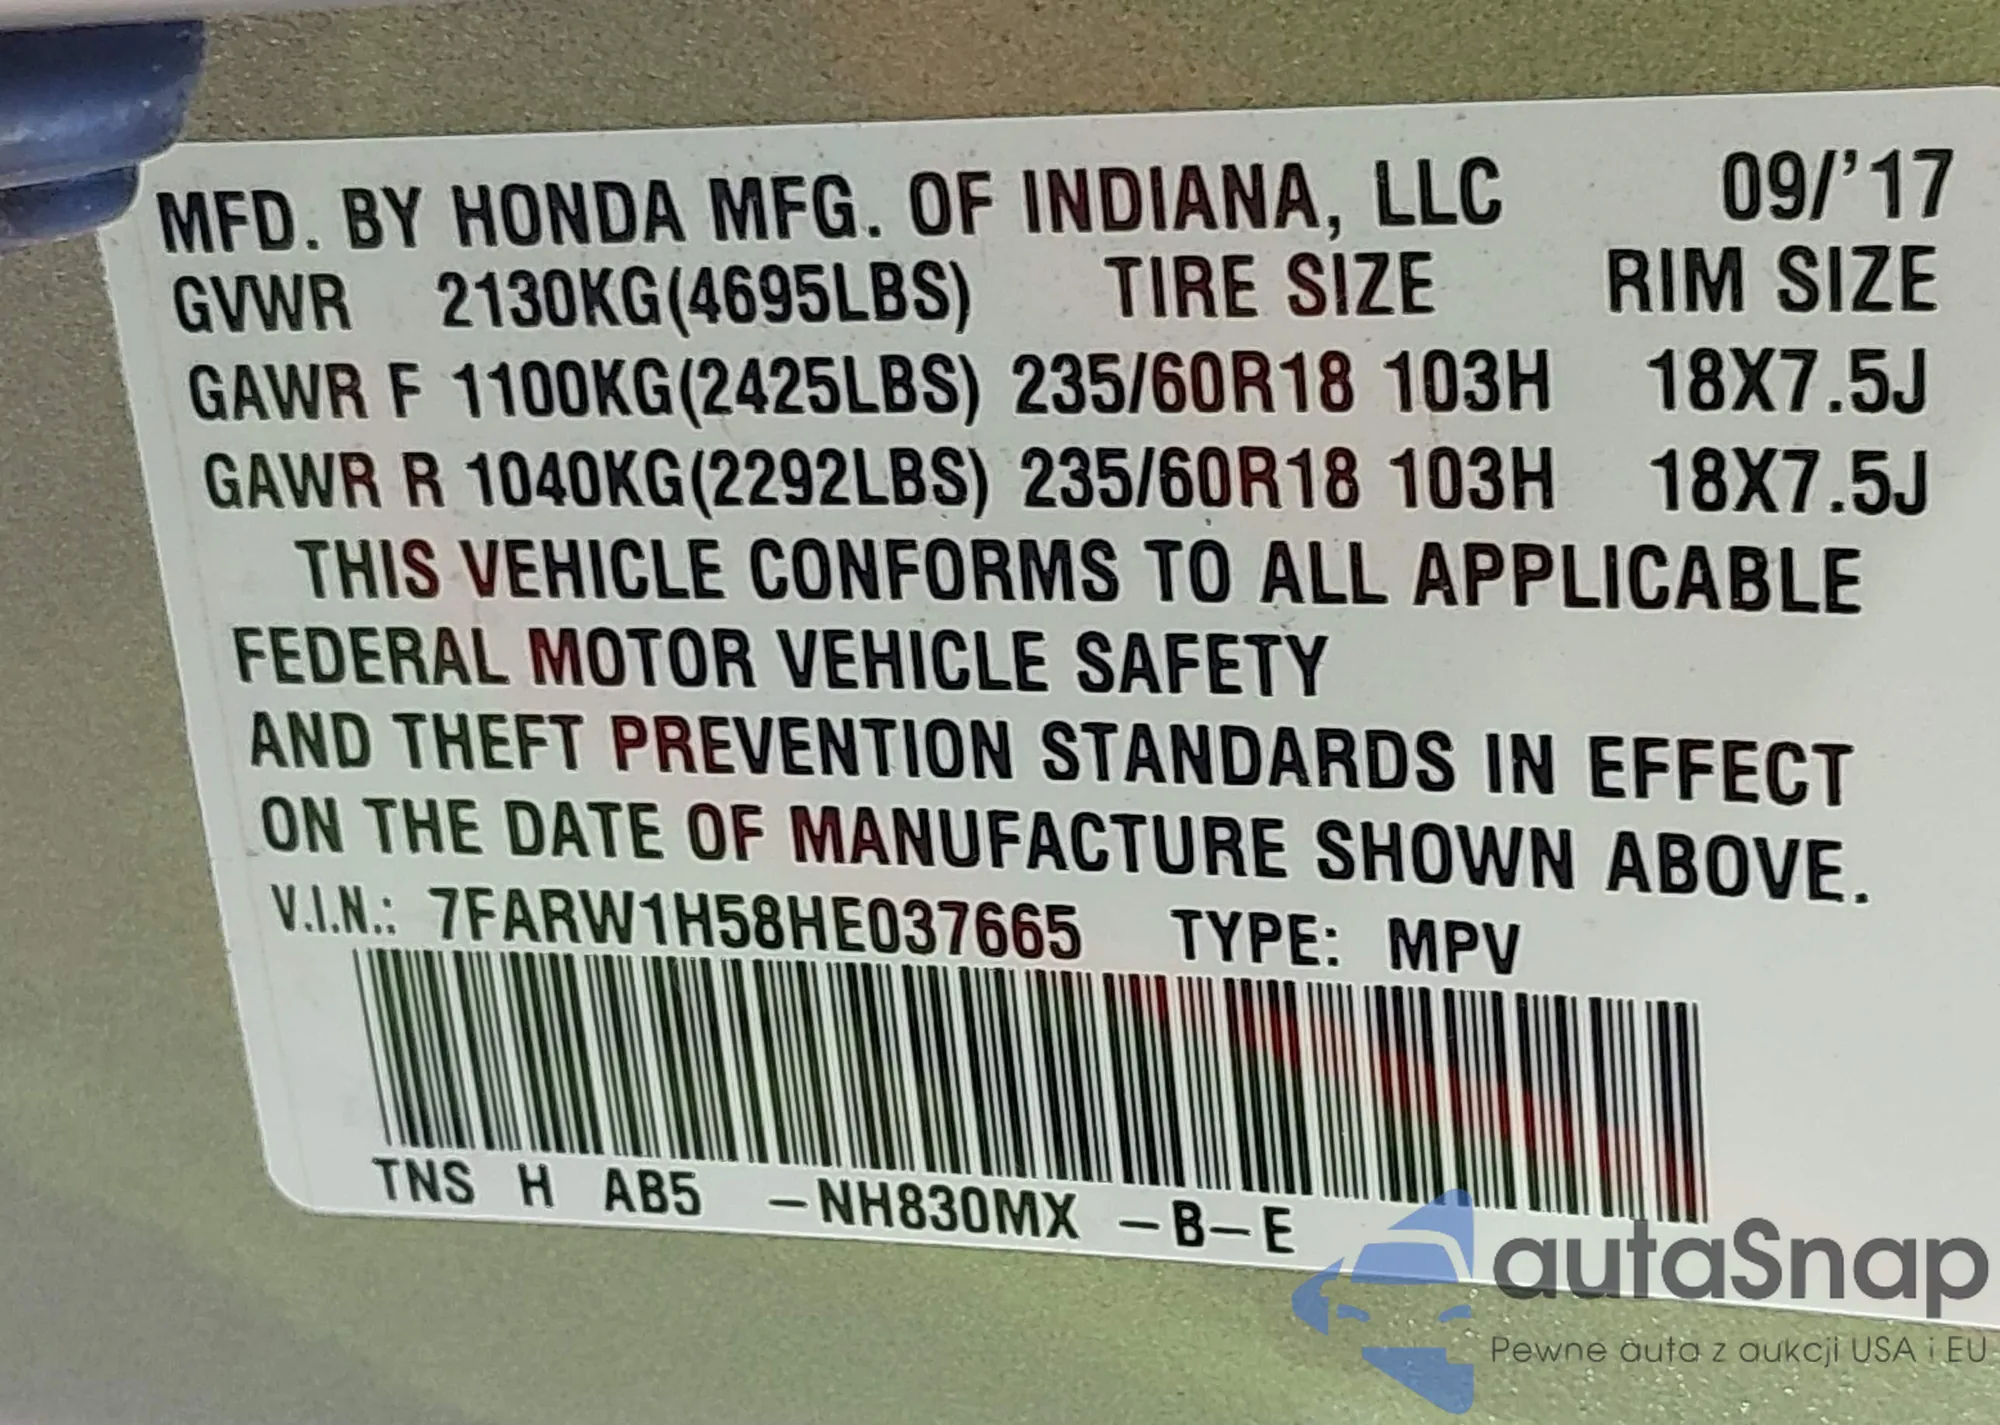 MFD. BY HONDA MFG. OF INDIANA, LLC 09/'17
GVWR 2130KG(4695LBS) TIRE SIZE RIM SIZE
GAWR F 1100KG(2425LBS) 235/60R18 103H 18X7.5J
GAWR R 1040KG(2292LBS) 235/60R18 103H 18X7.5J
THIS VEHICLE CONFORMS TO ALL APPLICABLE
FEDERAL MOTOR VEHICLE SAFETY
AND THEFT PREVENTION STANDARDS IN EFFECT
ON THE DATE OF MANUFACTURE SHOWN ABOVE.
V.I.N.: 7FARW1H58HE037665 TYPE: MPV
TNS H AB5 -NH830MX -B-E
autaSnap
Pewne auta z aukcji USA i EU